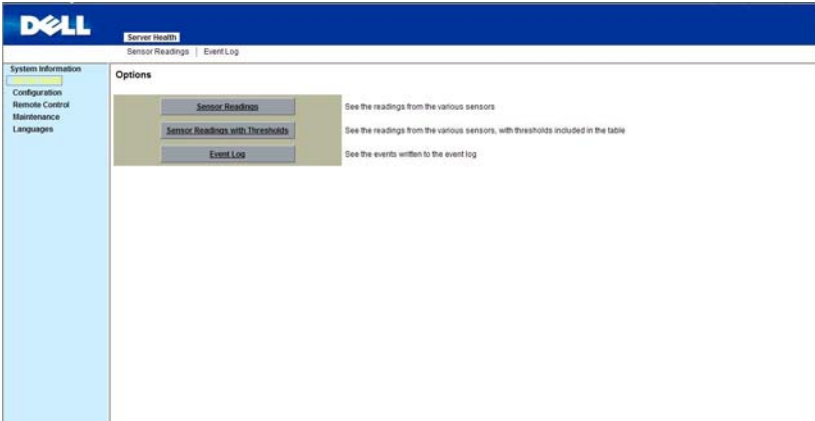 DELL
Server Health
Sensor Readings | Event Log
System Information
Configuration
Remote Control
Maintenance
Languages
Options
Sensor Readings See the readings from the various sensors
Sensor Readings with Thresholds See the readings from the various sensors, with thresholds included in the table
Event Log See the events written to the event log